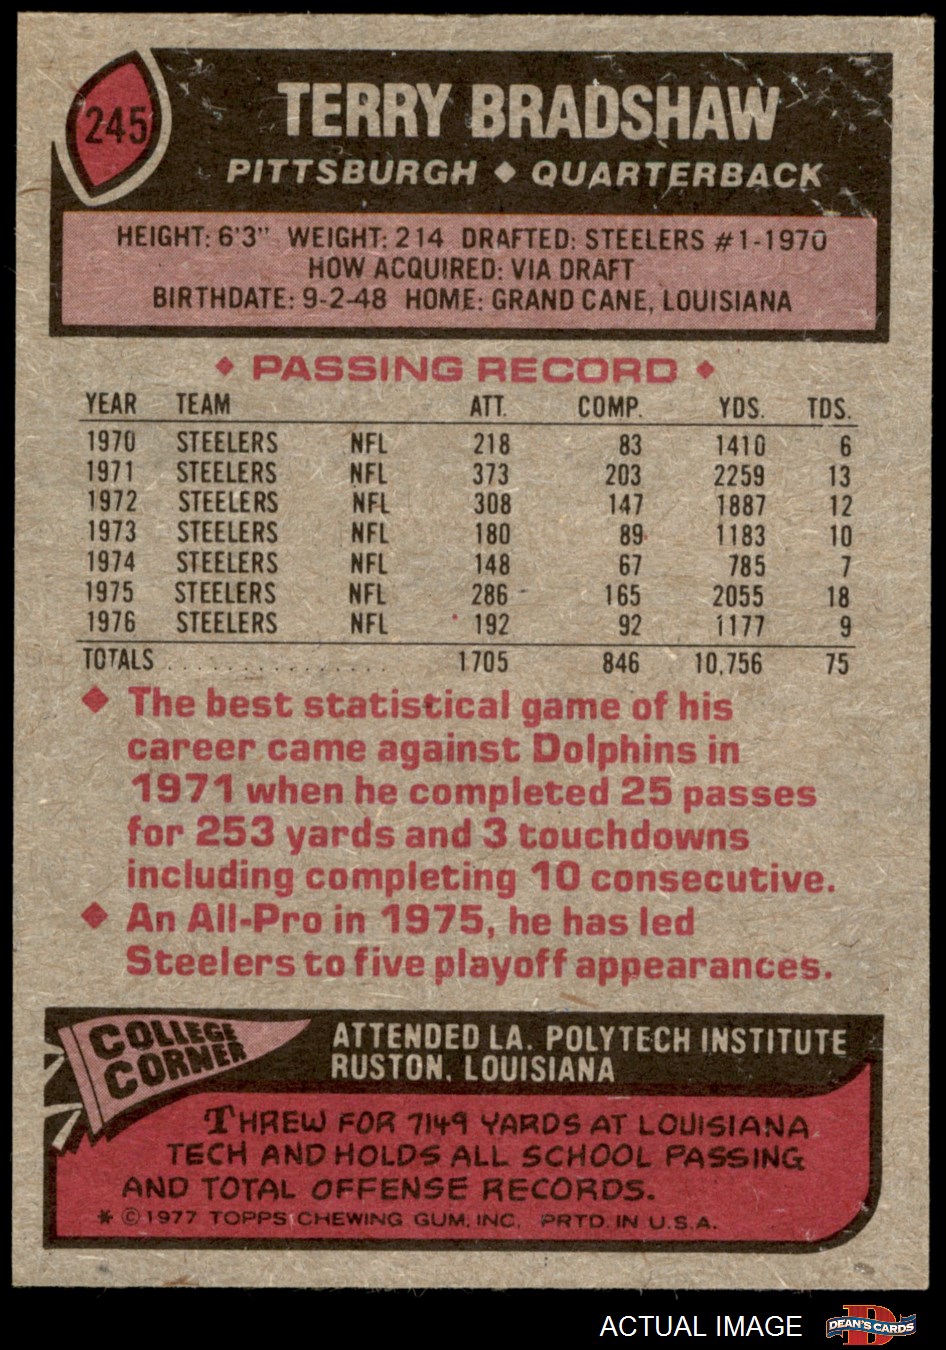 245
TERRY BRADSHAW
PITTSBURGH ♦ QUARTERBACK
HEIGHT: 6'3" WEIGHT: 214 DRAFTED: STEELERS #1-1970
HOW ACQUIRED: VIA DRAFT
BIRTHDATE: 9-2-48 HOME: GRAND CANE, LOUISIANA
♦ PASSING RECORD ♦
YEAR TEAM ATT. COMP. YDS. TDS.
1970 STEELERS NFL 218 83 1410 6
1971 STEELERS NFL 373 203 2259 13
1972 STEELERS NFL 308 147 1887 12
1973 STEELERS NFL 180 89 1183 10
1974 STEELERS NFL 148 67 785 7
1975 STEELERS NFL 286 165 2055 18
1976 STEELERS NFL 192 92 1177 9
TOTALS . . . . . . . . . . . . . . . 1705 846 10,756 75
♦ The best statistical game of his
career came against Dolphins in
1971 when he completed 25 passes
for 253 yards and 3 touchdowns
including completing 10 consecutive.
♦ An All-Pro in 1975, he has led
Steelers to five playoff appearances.
COLLEGE
CORNER
ATTENDED LA. POLYTECH INSTITUTE
RUSTON, LOUISIANA
THREW FOR 7149 YARDS AT LOUISIANA
TECH AND HOLDS ALL SCHOOL PASSING
AND TOTAL OFFENSE RECORDS.
* © 1977 TOPPS CHEWING GUM, INC. PRTD. IN U.S.A.
ACTUAL IMAGE
D
DEAN'S CARDS